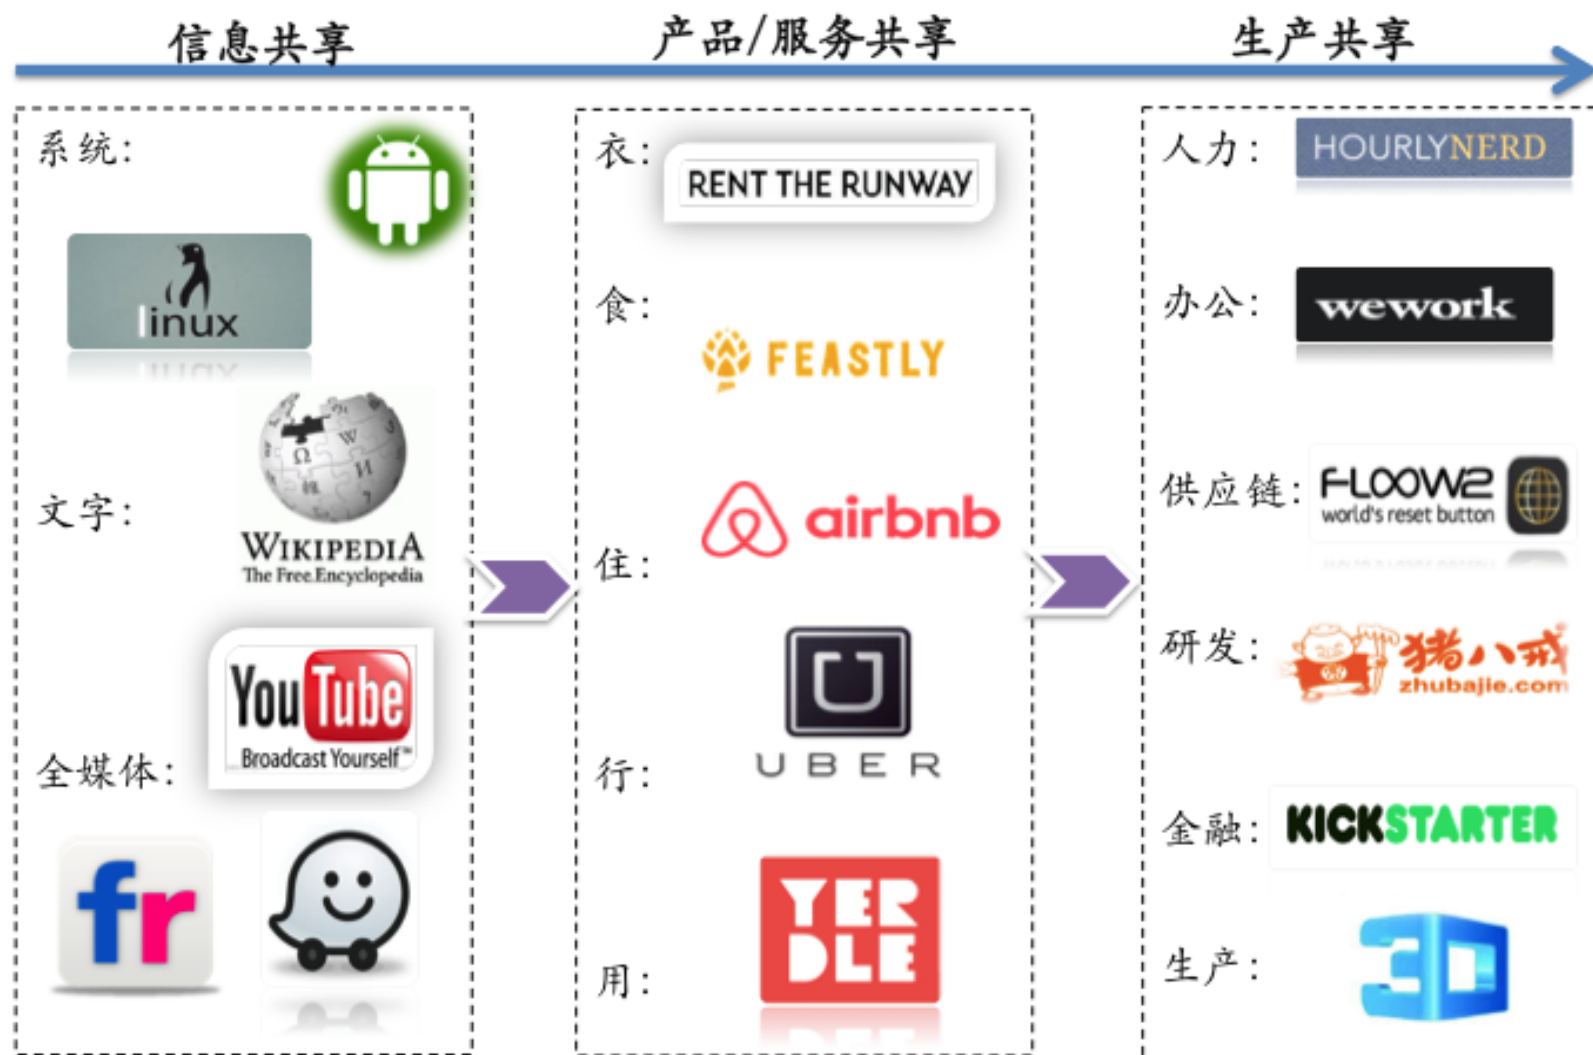 信息共享
产品/服务共享
生产共享
系统:
linux
文字:
WIKIPEDIA
The Free Encyclopedia
全媒体:
YouTube
Broadcast Yourself™
fr
衣:
RENT THE RUNWAY
食:
FEASTLY
住:
airbnb
行:
U
UBER
用:
YER
DLE
人力:
HOURLYNERD
办公:
wework
供应链:
FLOOW2
world's reset button
研发:
猪八戒
zhubajie.com
金融:
KICKSTARTER
生产:
3D